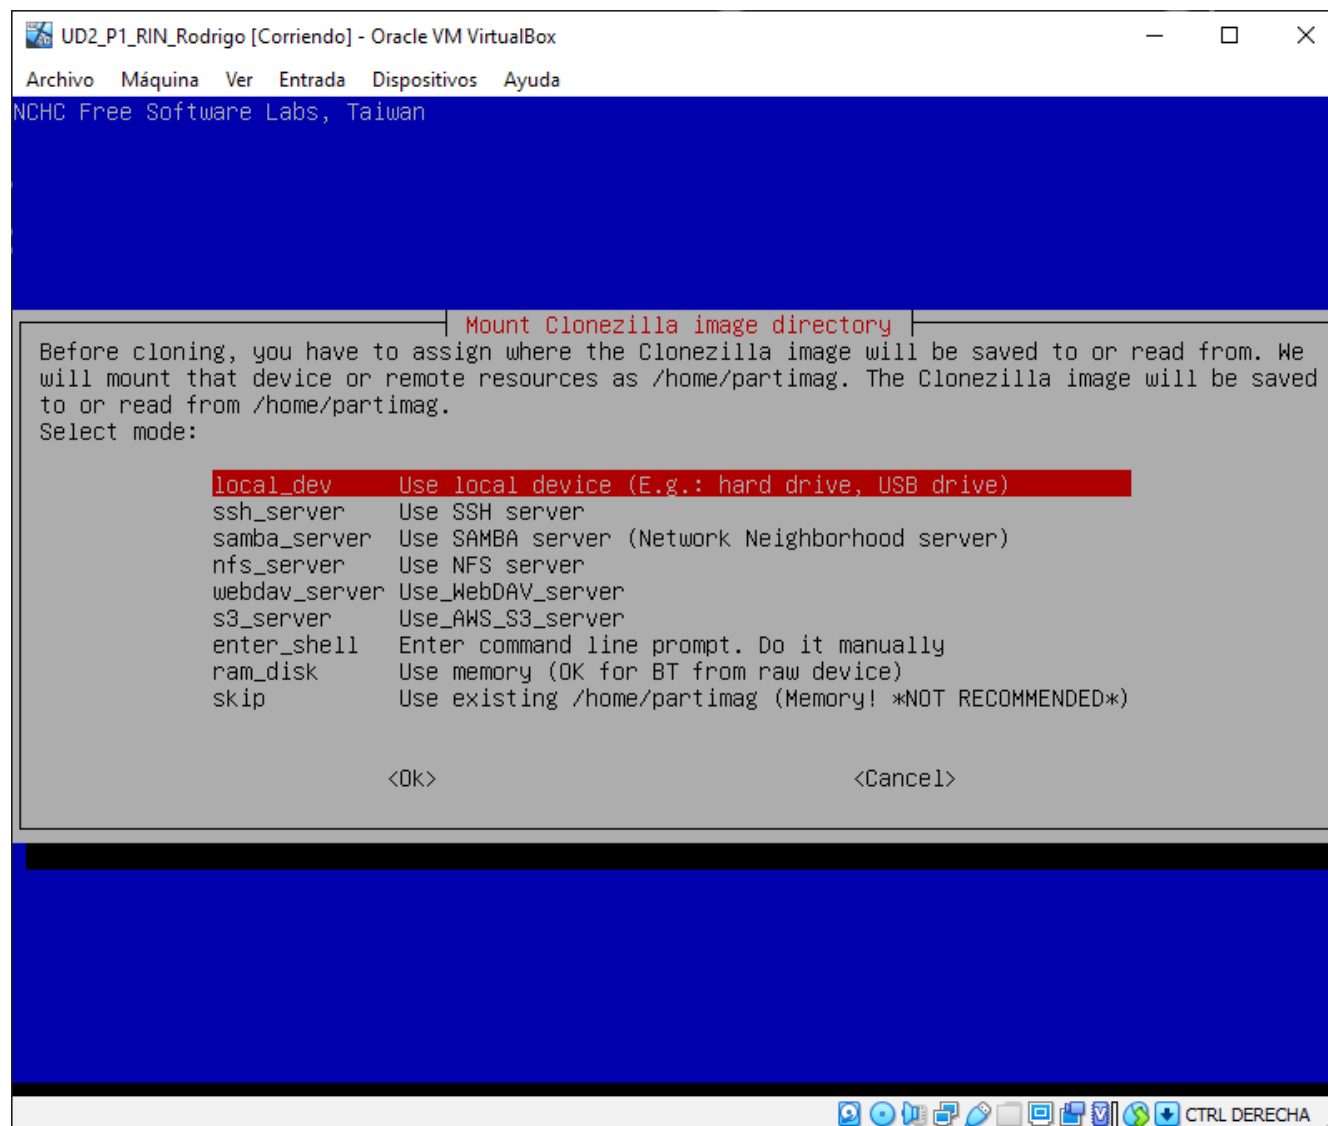 UD2_P1_RIN_Rodrigo [Corriendo] - Oracle VM VirtualBox
Archivo Máquina Ver Entrada Dispositivos Ayuda
NCHC Free Software Labs, Taiwan
Mount Clonezilla image directory
Before cloning, you have to assign where the Clonezilla image will be saved to or read from. We
will mount that device or remote resources as /home/partimag. The Clonezilla image will be saved
to or read from /home/partimag.
Select mode:
local_dev Use local device (E.g.: hard drive, USB drive)
ssh_server Use SSH server
samba_server Use SAMBA server (Network Neighborhood server)
nfs_server Use NFS server
webdav_server Use_WebDAV_server
s3_server Use_AWS_S3_server
enter_shell Enter command line prompt. Do it manually
ram_disk Use memory (OK for BT from raw device)
skip Use existing /home/partimag (Memory! *NOT RECOMMENDED*)
<Ok> <Cancel>
CTRL DERECHA